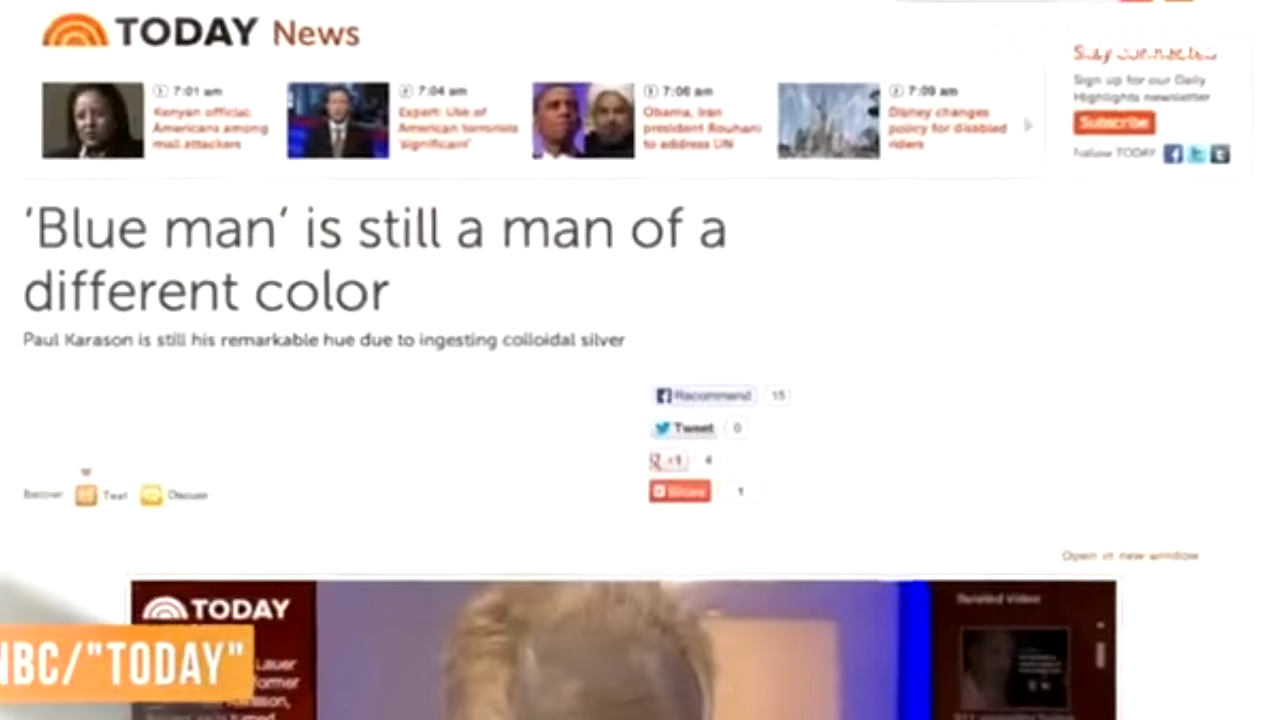 TODAY News
7:01 am
Kenyan official:
Americans among
mall attackers
7:04 am
Expert: Use of
American terrorists
'significant'
7:06 am
Obama, Iran
president Rouhani
to address UN
7:09 am
Disney changes
policy for disabled
riders
Stay Connected
Sign up for our Daily
Highlights newsletter
Subscribe
Follow TODAY
‘Blue man’ is still a man of a
different color
Paul Karason is still his remarkable hue due to ingesting colloidal silver
Recommend 15
Tweet 0
+1 4
Share 1
Text Discuss
Open in new window
TODAY
Related Video
NBC/"TODAY"
Lauer
former